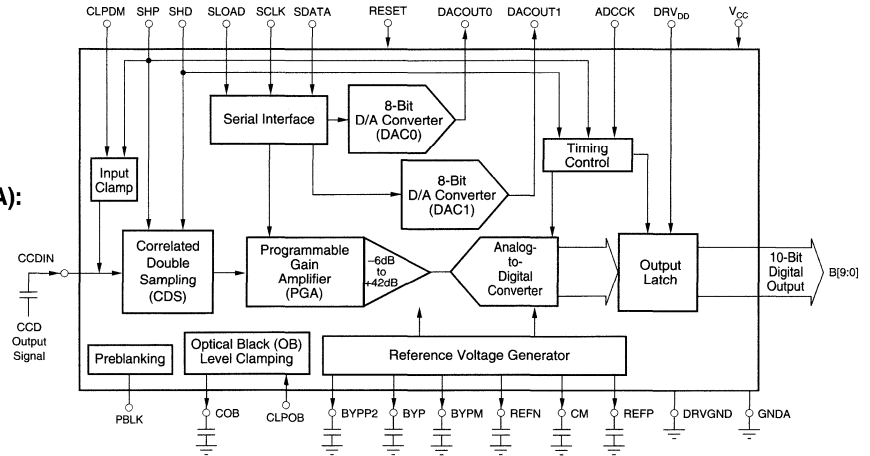 CLPDM SHP SHD SLOAD SCLK SDATA RESET DACOUT0 DACOUT1 ADCCK DRVDD VCC
Serial Interface
8-Bit
D/A Converter
(DAC0)
Timing
Control
Input
Clamp
8-Bit
D/A Converter
(DAC1)
A):
CCDIN
Correlated
Double
Sampling
(CDS)
Programmable
Gain
Amplifier
(PGA)
–6dB
to
+42dB
Analog-
to-
Digital
Converter
Output
Latch
10-Bit
Digital
Output
B[9:0]
CCD
Output
Signal
Preblanking
Optical Black (OB)
Level Clamping
Reference Voltage Generator
PBLK COB CLPOB BYPP2 BYP BYPM REFN CM REFP DRVGND GNDA